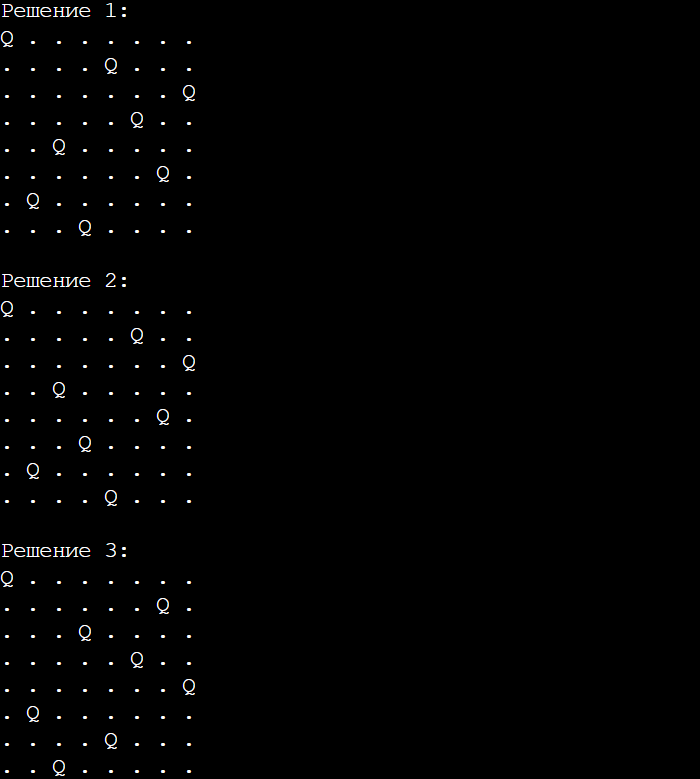 Решение 1:
Q . . . . . . .
. . . . Q . . .
. . . . . . . Q
. . . . . Q . .
. . Q . . . . .
. . . . . . Q .
. Q . . . . . .
. . . Q . . . .
Решение 2:
Q . . . . . . .
. . . . . Q . .
. . . . . . . Q
. . Q . . . . .
. . . . . . Q .
. . . Q . . . .
. Q . . . . . .
. . . . Q . . .
Решение 3:
Q . . . . . . .
. . . . . . Q .
. . . Q . . . .
. . . . . Q . .
. . . . . . . Q
. Q . . . . . .
. . . . Q . . .
. . Q . . . . .